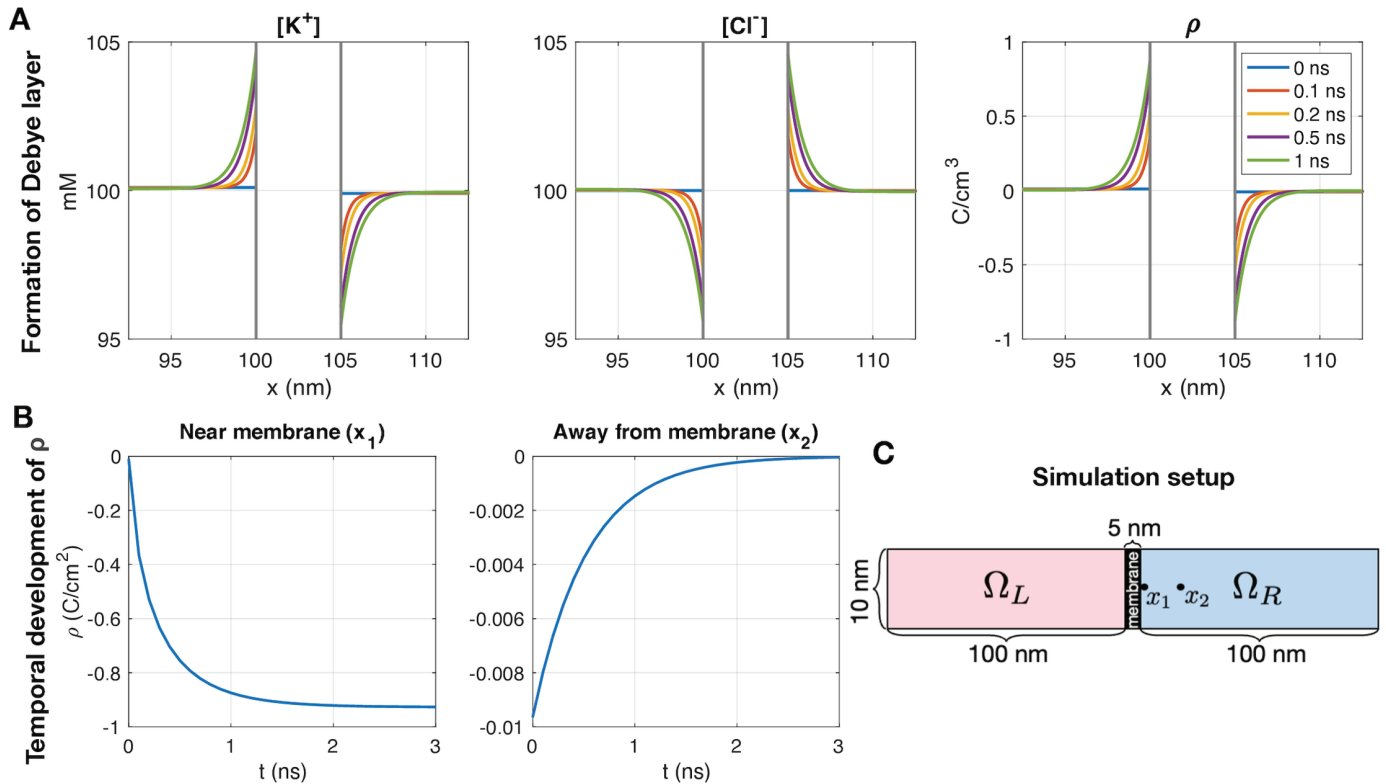 A
Formation of Debye layer
[K⁺]
105
100
95
mM
95 100 105 110
x (nm)
[Cl⁻]
105
100
95
95 100 105 110
x (nm)
ρ
1
0.5
0
-0.5
-1
C/cm³
95 100 105 110
x (nm)
0 ns
0.1 ns
0.2 ns
0.5 ns
1 ns
B
Temporal development of ρ
Near membrane (x₁)
0
-0.2
-0.4
-0.6
-0.8
-1
ρ (C/cm²)
0 1 2 3
t (ns)
Away from membrane (x₂)
0
-0.002
-0.004
-0.006
-0.008
-0.01
0 1 2 3
t (ns)
C
Simulation setup
5 nm
10 nm
Ω_L
membrane
x₁
x₂
Ω_R
100 nm
100 nm